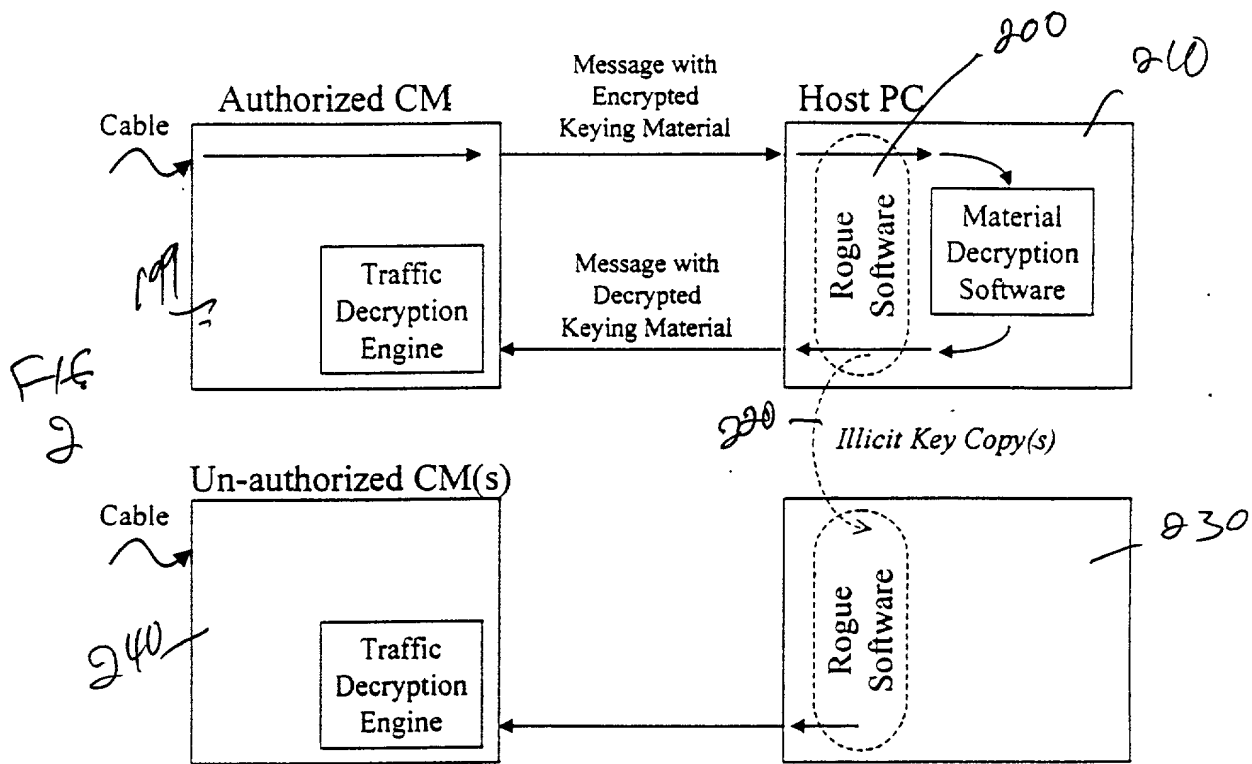 200
210
Message with
Encrypted
Keying Material
Authorized CM
Host PC
Cable
Rogue
Software
Material
Decryption
Software
199
Traffic
Decryption
Engine
Message with
Decrypted
Keying Material
FIG
2
220
Illicit Key Copy(s)
Un-authorized CM(s)
Cable
230
Rogue
Software
240
Traffic
Decryption
Engine